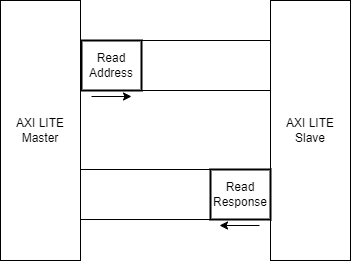 Read
Address
AXI LITE
Master
AXI LITE
Slave
Read
Response